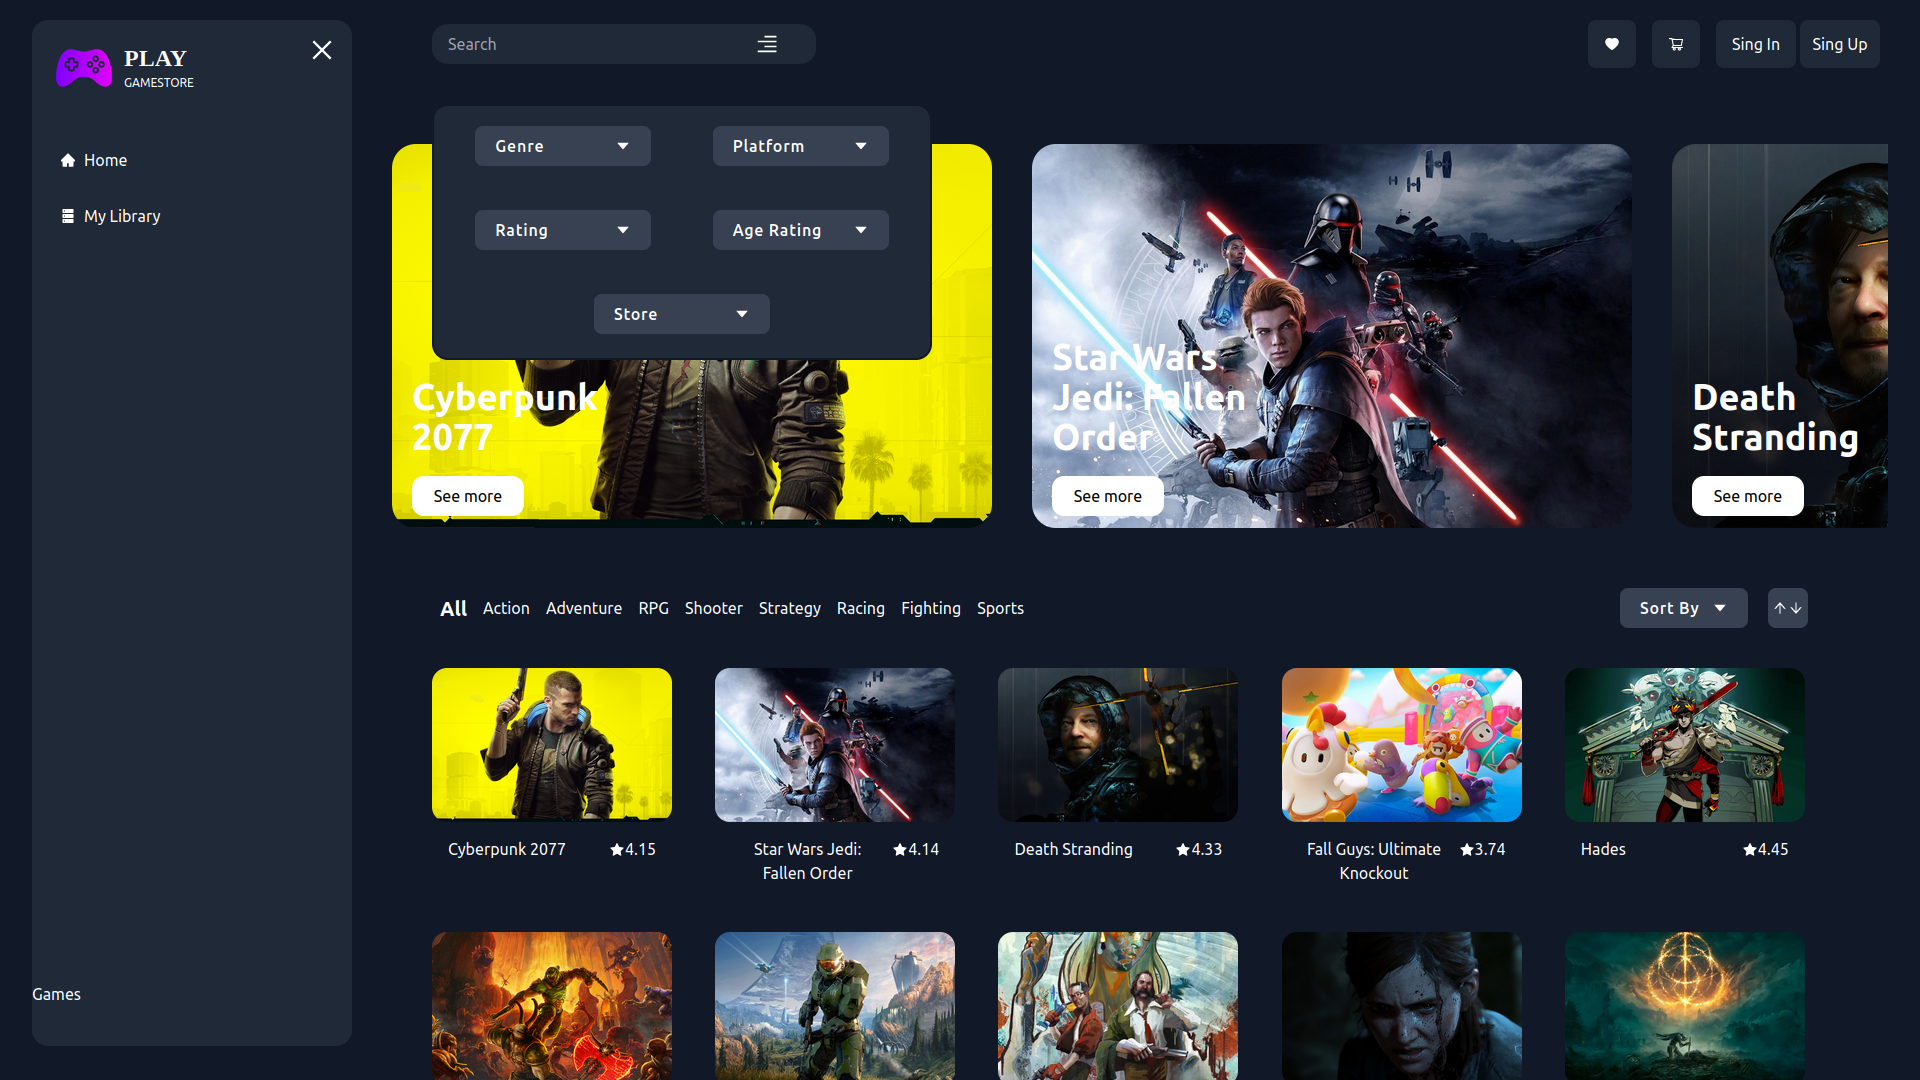 PLAY
GAMESTORE
Home
My Library
Games
Search
Sing In
Sing Up
Genre
Platform
Rating
Age Rating
Store
Cyberpunk
2077
See more
Star Wars
Jedi: Fallen
Order
See more
Death
Stranding
See more
All Action Adventure RPG Shooter Strategy Racing Fighting Sports
Sort By
Cyberpunk 2077 4.15
Star Wars Jedi: 4.14
Fallen Order
Death Stranding 4.33
Fall Guys: Ultimate 3.74
Knockout
Hades 4.45